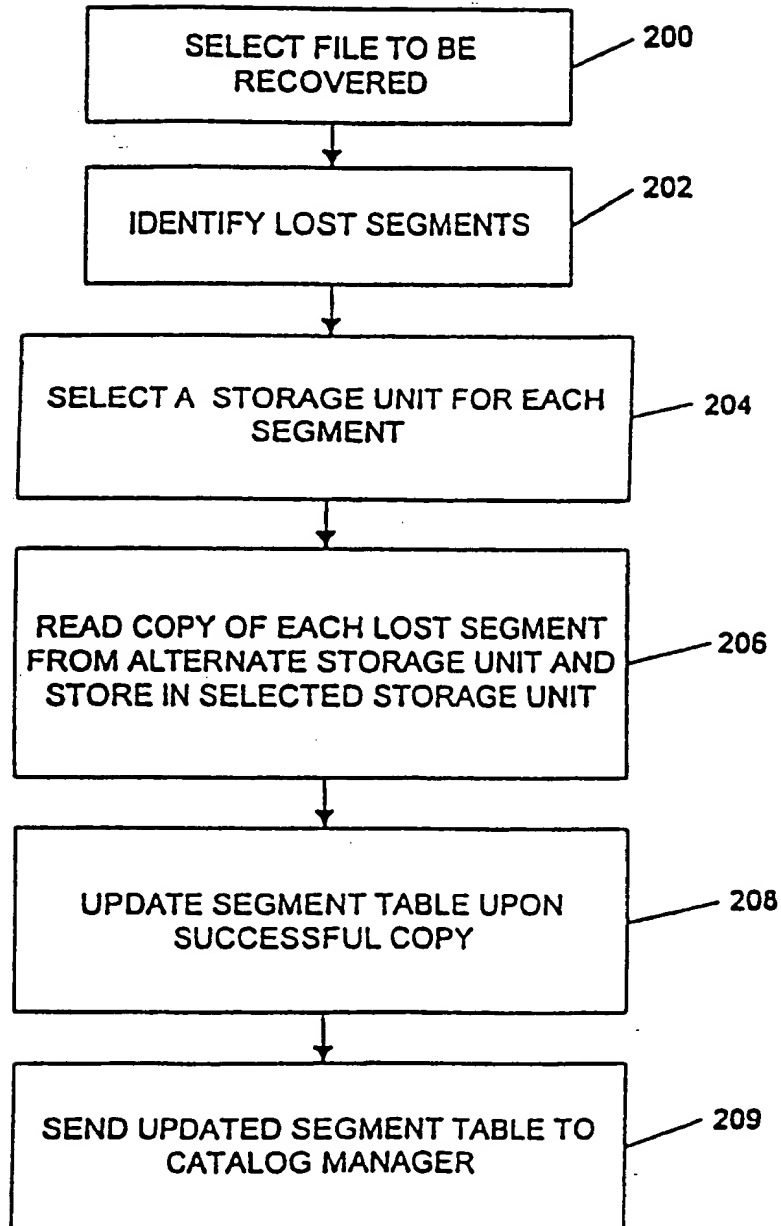 SELECT FILE TO BE
RECOVERED
200
IDENTIFY LOST SEGMENTS
202
SELECT A STORAGE UNIT FOR EACH
SEGMENT
204
READ COPY OF EACH LOST SEGMENT
FROM ALTERNATE STORAGE UNIT AND
STORE IN SELECTED STORAGE UNIT
206
UPDATE SEGMENT TABLE UPON
SUCCESSFUL COPY
208
SEND UPDATED SEGMENT TABLE TO
CATALOG MANAGER
209